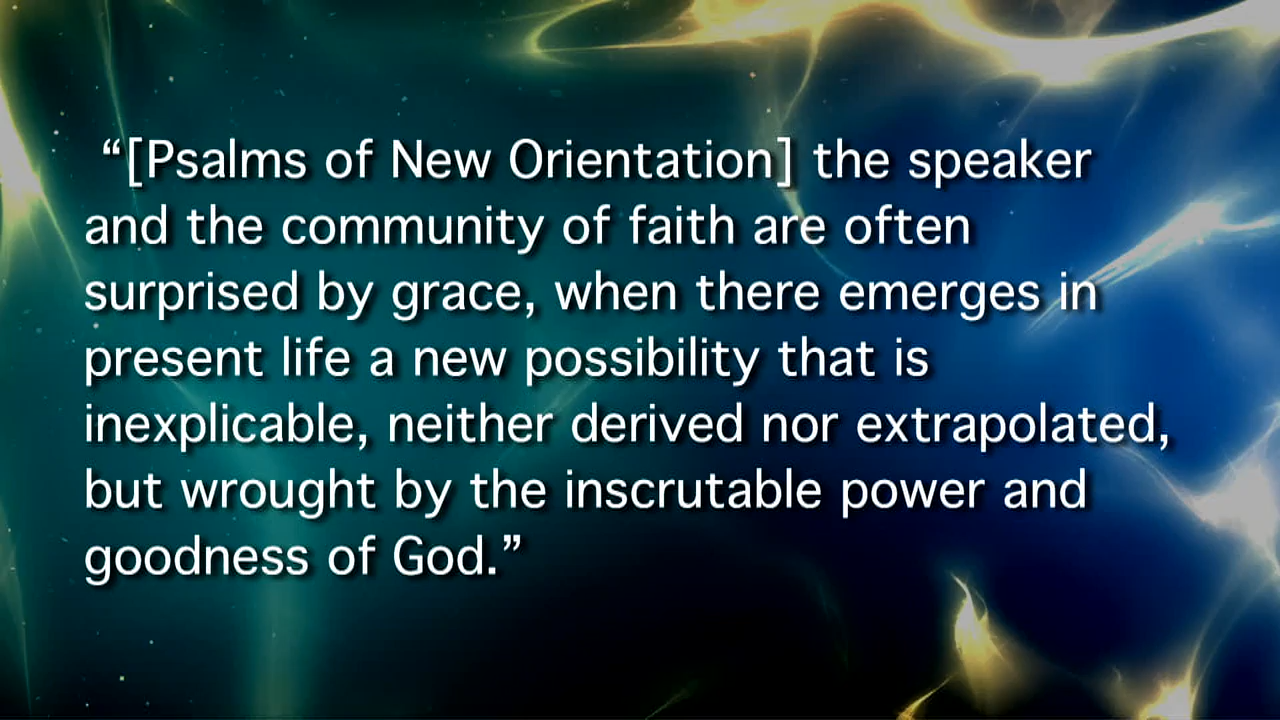 “[Psalms of New Orientation] the speaker
and the community of faith are often
surprised by grace, when there emerges in
present life a new possibility that is
inexplicable, neither derived nor extrapolated,
but wrought by the inscrutable power and
goodness of God.”